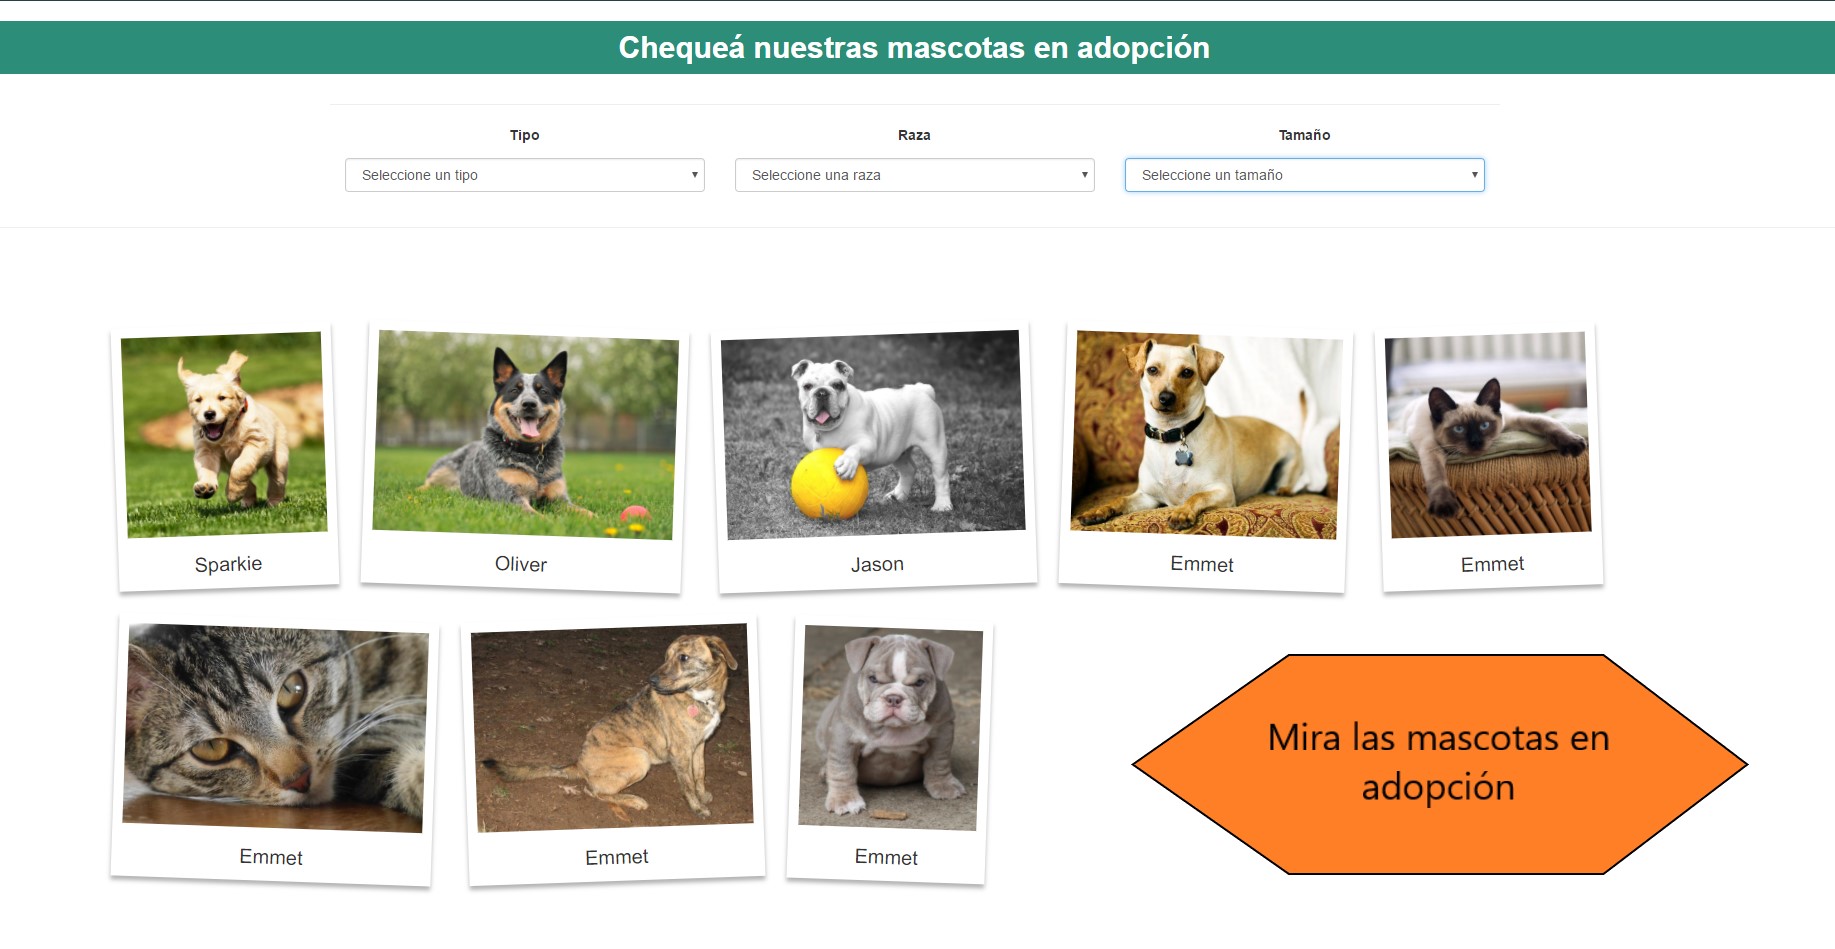 Chequeá nuestras mascotas en adopción
Tipo
Raza
Tamaño
Seleccione un tipo
Seleccione una raza
Seleccione un tamaño
Sparkie
Oliver
Jason
Emmet
Emmet
Emmet
Emmet
Emmet
Mira las mascotas en
adopción